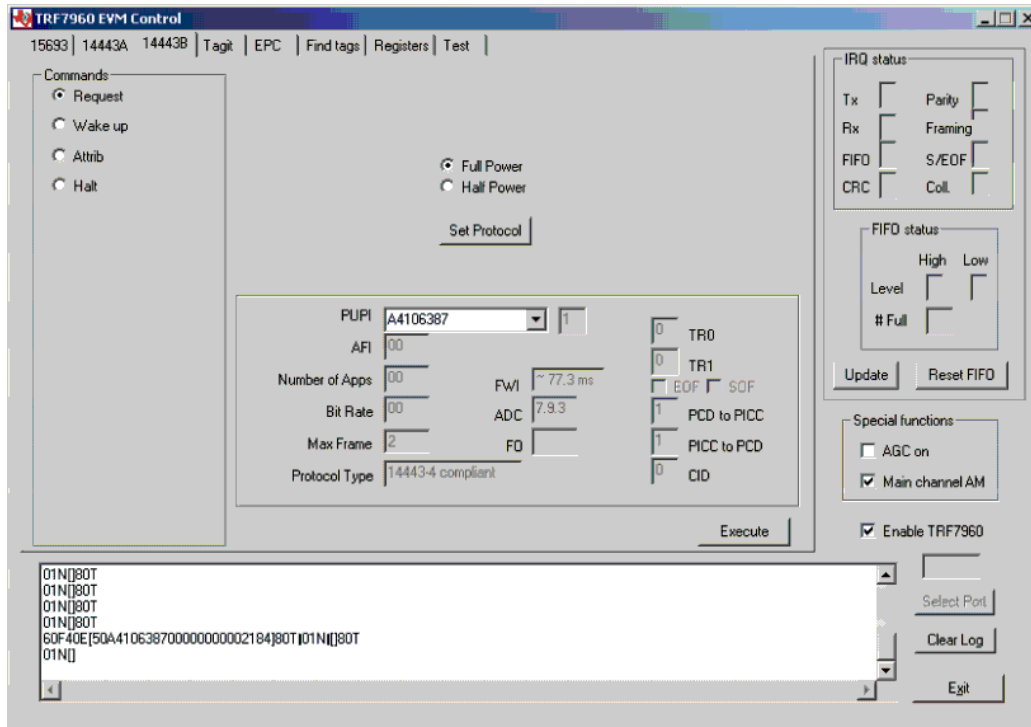 TRF7960 EVM Control
15693 14443A 14443B Tagit EPC Find tags Registers Test
Commands
Request
Wake up
Attrib
Halt
Full Power
Half Power
Set Protocol
PUPI A4106387 1
AFI 00
Number of Apps 00
Bit Rate 00
Max Frame 2
Protocol Type 14443-4 compliant
FWI ~ 77.3 ms
ADC 7.9.3
FO
0 TR0
0 TR1
EOF SOF
1 PCD to PICC
1 PICC to PCD
0 CID
Execute
IRQ status
Tx Parity
Rx Framing
FIFO S/EOF
CRC Coll.
FIFO status
High Low
Level
# Full
Update Reset FIFO
Special functions
AGC on
Main channel AM
Enable TRF7960
Select Port
Clear Log
Exit
01N[]80T
01N[]80T
01N[]80T
01N[]80T
01N[]